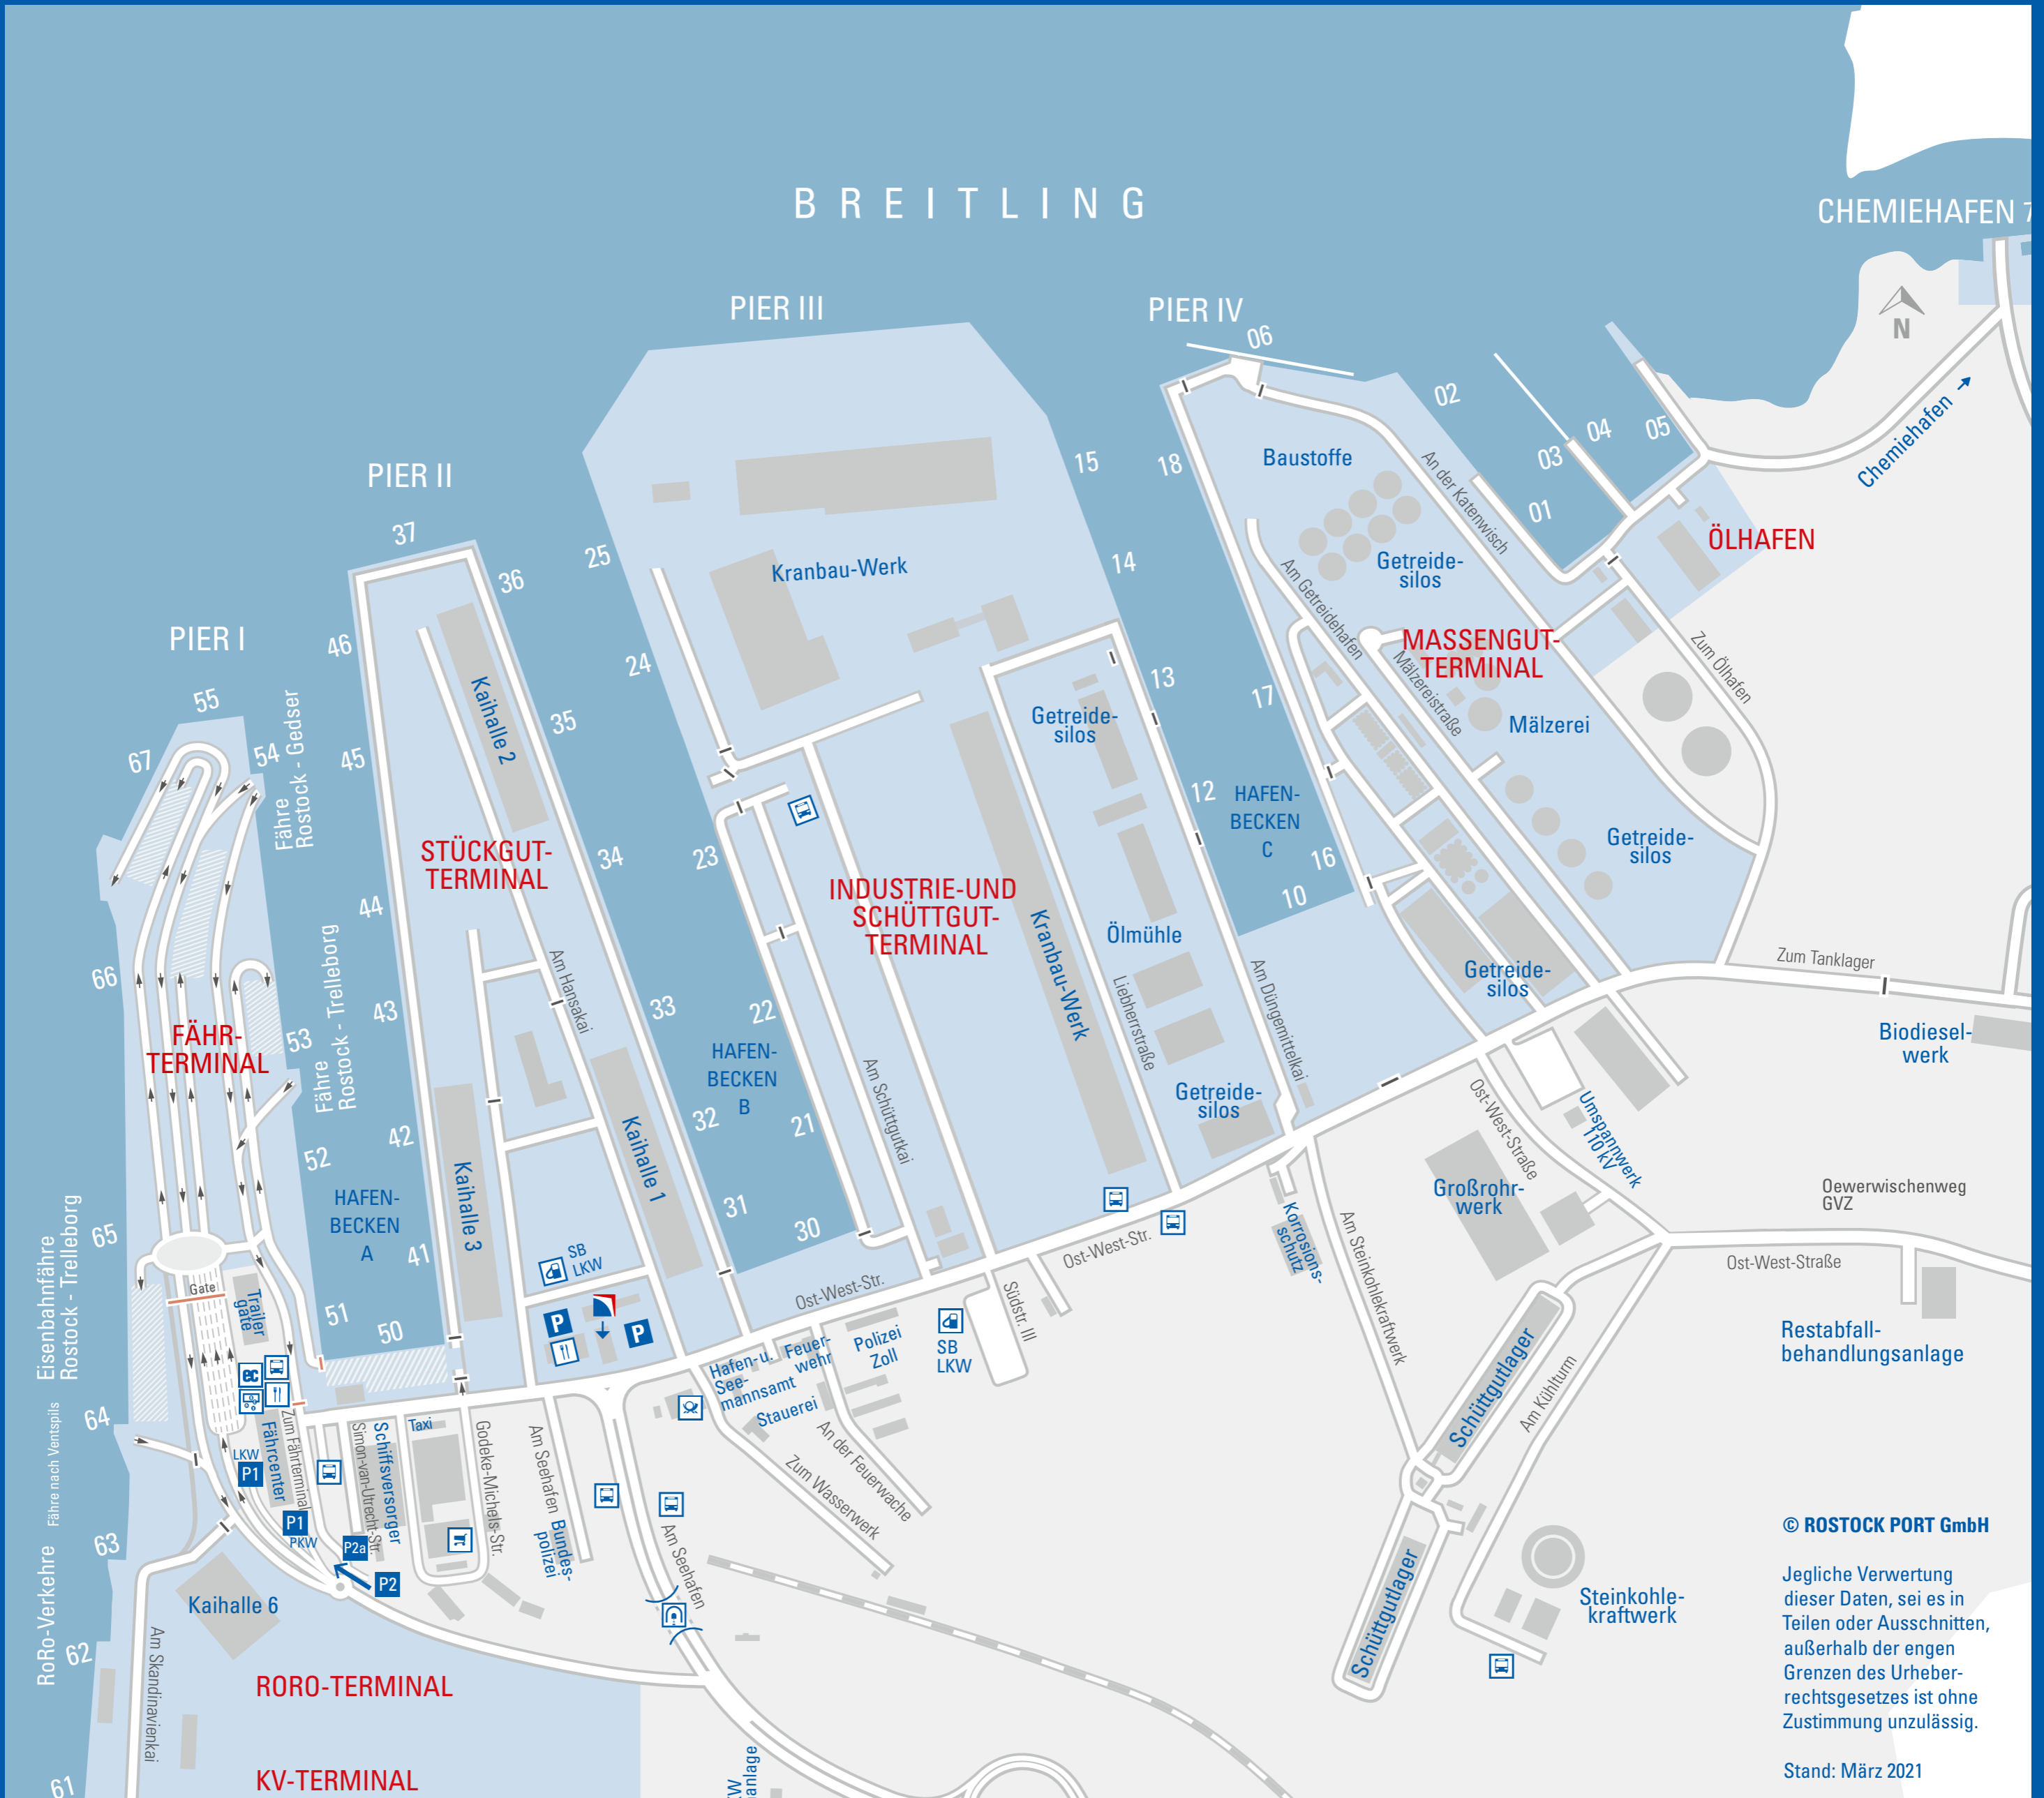 BREITLING
CHEMIEHAFEN 7
PIER III
PIER IV
06
N
02
04
05
03
01
Chemiehafen
15
18
Baustoffe
An der Katenwisch
ÖLHAFEN
PIER II
37
36
25
Kranbau-Werk
14
Getreide-
silos
Am Getreidehafen
PIER I
46
Kaihalle 2
24
13
MASSENGUT-
TERMINAL
Mälzereistraße
Zum Ölhafen
55
67
54
Fähre
Rostock - Gedser
45
35
Getreide-
silos
17
Mälzerei
STÜCKGUT-
TERMINAL
34
23
12
HAFEN-
BECKEN
C
16
10
Getreide-
silos
INDUSTRIE-UND
SCHÜTTGUT-
TERMINAL
44
Kranbau-Werk
Ölmühle
66
Fähre
Rostock - Trelleborg
Am Hansakai
Liebherrstraße
Am Düngemittelkai
Getreide-
silos
Zum Tanklager
43
33
22
FÄHR-
TERMINAL
53
HAFEN-
BECKEN
B
Am Schüttgutkai
Biodiesel-
werk
Getreide-
silos
42
32
21
Kaihalle 1
Kaihalle 3
52
Ost-West-Straße
Umspannwerk
110 kV
HAFEN-
BECKEN
A
41
31
30
Großrohr-
werk
Oewerwischenweg
GVZ
65
Eisenbahnfähre
Rostock - Trelleborg
SB
LKW
Ost-West-Str.
Korrosions-
schutz
Am Steinkohlekraftwerk
Ost-West-Straße
Gate
Trailer
gate
51
50
P
P
Ost-West-Str.
Südstr. III
Hafen- u.
See-
mannsamt
Feuer-
wehr
Polizei
Zoll
SB
LKW
Stauerei
Restabfall-
behandlungsanlage
ec
64
Fähre nach Ventspils
Schüttgutlager
Am Kühlturm
LKW
P1
Fährcenter
Zum Fährterminal
Simon-van-Utrecht-Str.
Schiffsversorger
Taxi
Godeke-Michels-Str.
Am Seehafen
Bundes-
polizei
Zum Wasserwerk
An der Feuerwache
P1
PKW
P2a
P2
63
RoRo-Verkehre
Kaihalle 6
Am Seehafen
Schüttgutlager
Steinkohle-
kraftwerk
62
Am Skandinavienkai
RORO-TERMINAL
KV-TERMINAL
61
© ROSTOCK PORT GmbH
Jegliche Verwertung
dieser Daten, sei es in
Teilen oder Ausschnitten,
außerhalb der engen
Grenzen des Urheber-
rechtsgesetzes ist ohne
Zustimmung unzulässig.
Stand: März 2021